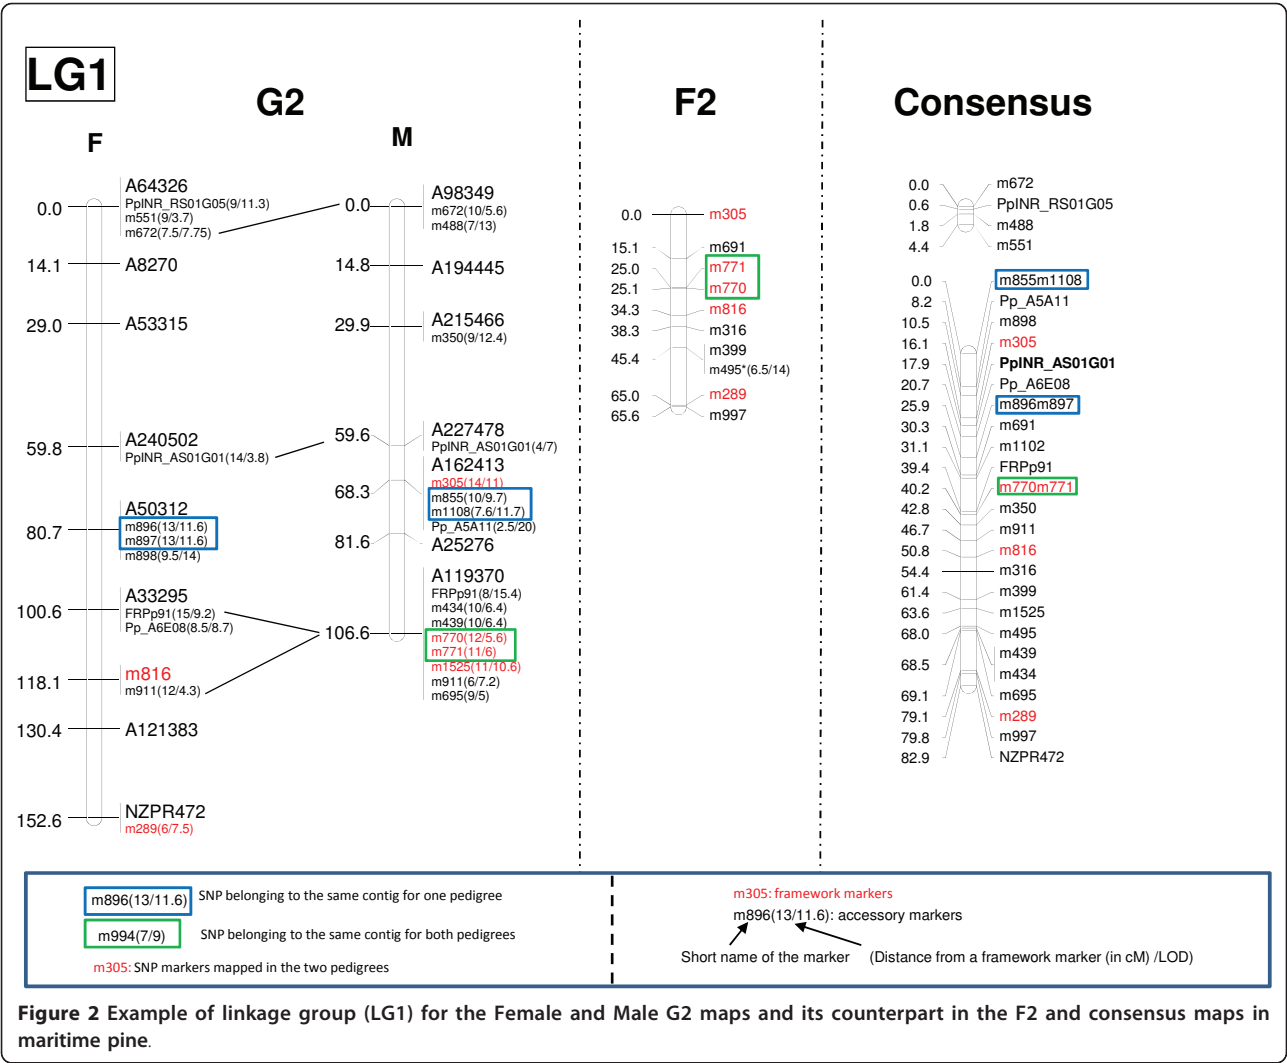 LG1
G2
F
M
F2
Consensus
0.0
A64326
PpINR_RS01G05(9/11.3)
m551(9/3.7)
m672(7.5/7.75)
14.1
A8270
29.0
A53315
59.8
A240502
PpINR_AS01G01(14/3.8)
80.7
A50312
m896(13/11.6)
m897(13/11.6)
m898(9.5/14)
100.6
A33295
FRPp91(15/9.2)
Pp_A6E08(8.5/8.7)
118.1
m816
m911(12/4.3)
130.4
A121383
152.6
NZPR472
m289(6/7.5)
0.0
A98349
m672(10/5.6)
m488(7/13)
14.8
A194445
29.9
A215466
m350(9/12.4)
59.6
A227478
PpINR_AS01G01(4/7)
68.3
A162413
m305(14/11)
m855(10/9.7)
m1108(7.6/11.7)
Pp_A5A11(2.5/20)
81.6
A25276
106.6
A119370
FRPp91(8/15.4)
m434(10/6.4)
m439(10/6.4)
m770(12/5.6)
m771(11/6)
m1525(11/10.6)
m911(6/7.2)
m695(9/5)
0.0 m305
15.1 m691
25.0 m771
25.1 m770
34.3 m816
38.3 m316
45.4 m399
m495*(6.5/14)
65.0 m289
65.6 m997
0.0 m672
0.6 PpINR_RS01G05
1.8 m488
4.4 m551
0.0 m855m1108
8.2 Pp_A5A11
10.5 m898
16.1 m305
17.9 PpINR_AS01G01
20.7 Pp_A6E08
25.9 m896m897
30.3 m691
31.1 m1102
39.4 FRPp91
40.2 m770m771
42.8 m350
46.7 m911
50.8 m816
54.4 m316
61.4 m399
63.6 m1525
68.0 m495
68.5 m439
m434
69.1 m695
79.1 m289
79.8 m997
82.9 NZPR472
m896(13/11.6) SNP belonging to the same contig for one pedigree
m994(7/9) SNP belonging to the same contig for both pedigrees
m305: SNP markers mapped in the two pedigrees
m305: framework markers
m896(13/11.6): accessory markers
Short name of the marker (Distance from a framework marker (in cM) /LOD)
Figure 2 Example of linkage group (LG1) for the Female and Male G2 maps and its counterpart in the F2 and consensus maps in
maritime pine.